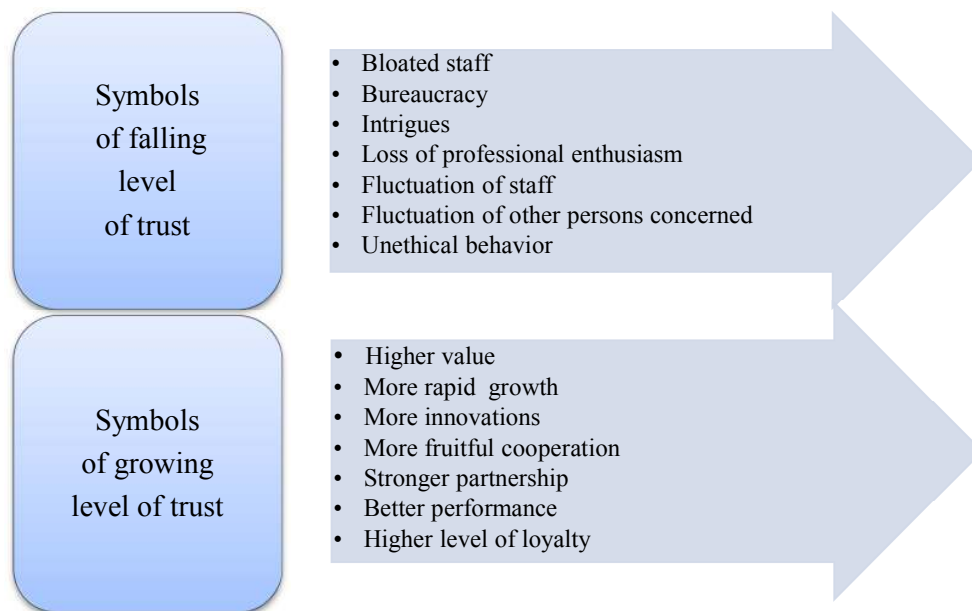 Symbols
of falling
level
of trust
• Bloated staff
• Bureaucracy
• Intrigues
• Loss of professional enthusiasm
• Fluctuation of staff
• Fluctuation of other persons concerned
• Unethical behavior
Symbols
of growing
level of trust
• Higher value
• More rapid  growth
• More innovations
• More fruitful cooperation
• Stronger partnership
• Better performance
• Higher level of loyalty